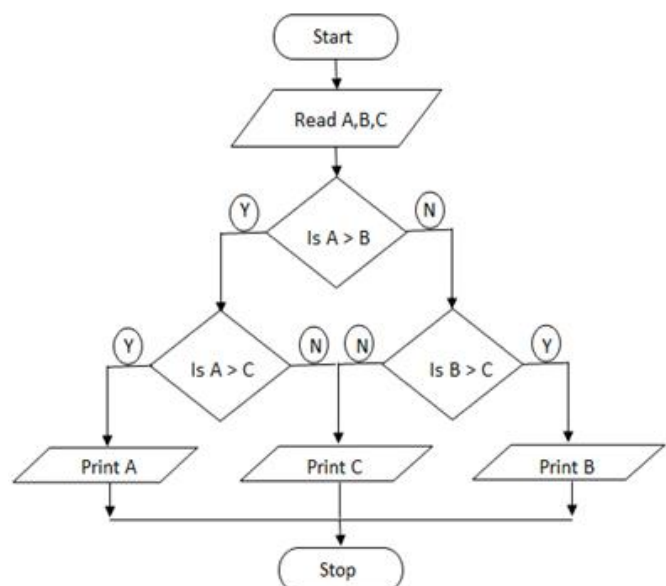 Start
Read A,B,C
Y
N
Is A > B
Y
N
N
Y
Is A > C
Is B > C
Print A
Print C
Print B
Stop